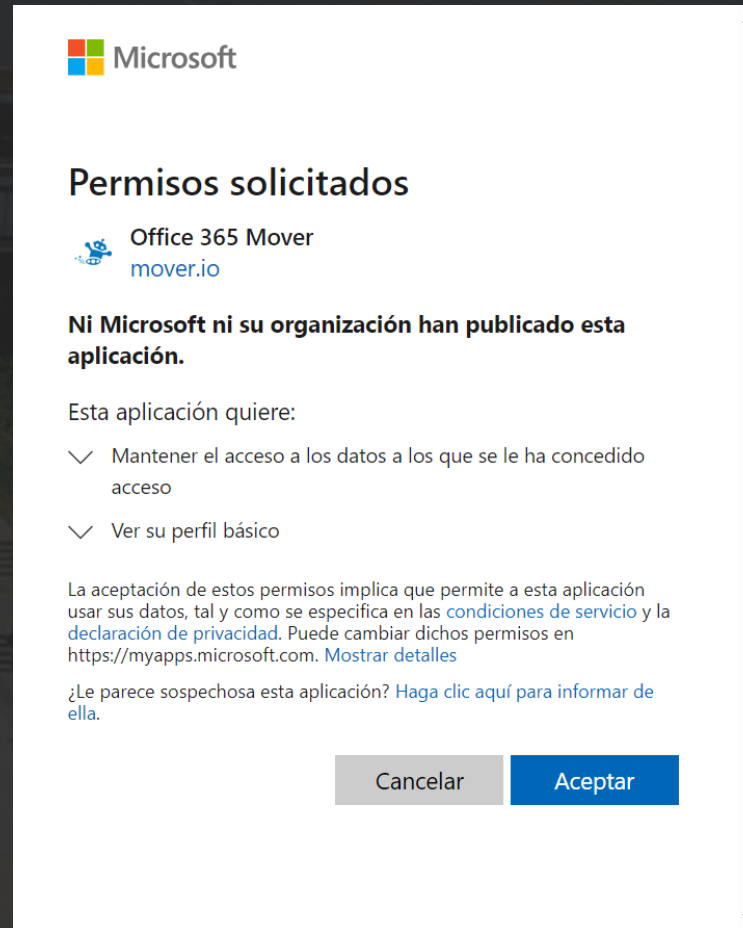 Microsoft
Permisos solicitados
Office 365 Mover
mover.io
Ni Microsoft ni su organización han publicado esta
aplicación.
Esta aplicación quiere:
Mantener el acceso a los datos a los que se le ha concedido
acceso
Ver su perfil básico
La aceptación de estos permisos implica que permite a esta aplicación
usar sus datos, tal y como se especifica en las condiciones de servicio y la
declaración de privacidad. Puede cambiar dichos permisos en
https://myapps.microsoft.com. Mostrar detalles
¿Le parece sospechosa esta aplicación? Haga clic aquí para informar de
ella.
Cancelar
Aceptar